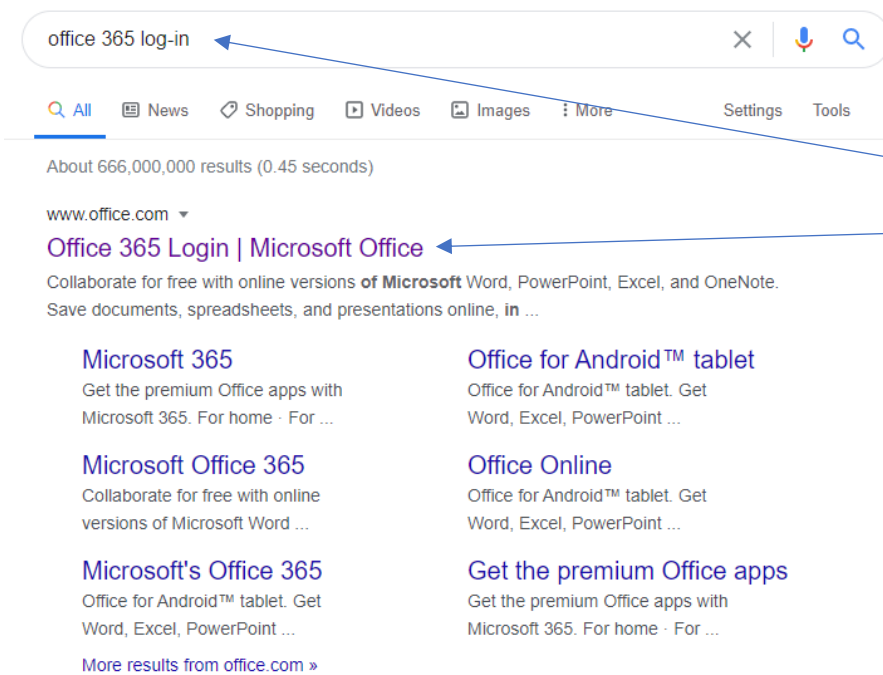 office 365 log-in
All News Shopping Videos Images More Settings Tools
About 666,000,000 results (0.45 seconds)
www.office.com
Office 365 Login | Microsoft Office
Collaborate for free with online versions of Microsoft Word, PowerPoint, Excel, and OneNote.
Save documents, spreadsheets, and presentations online, in ...
Microsoft 365
Get the premium Office apps with
Microsoft 365. For home · For ...
Office for Android™ tablet
Office for Android™ tablet. Get
Word, Excel, PowerPoint ...
Microsoft Office 365
Collaborate for free with online
versions of Microsoft Word ...
Office Online
Office for Android™ tablet. Get
Word, Excel, PowerPoint ...
Microsoft's Office 365
Office for Android™ tablet. Get
Word, Excel, PowerPoint ...
Get the premium Office apps
Get the premium Office apps with
Microsoft 365. For home · For ...
More results from office.com »